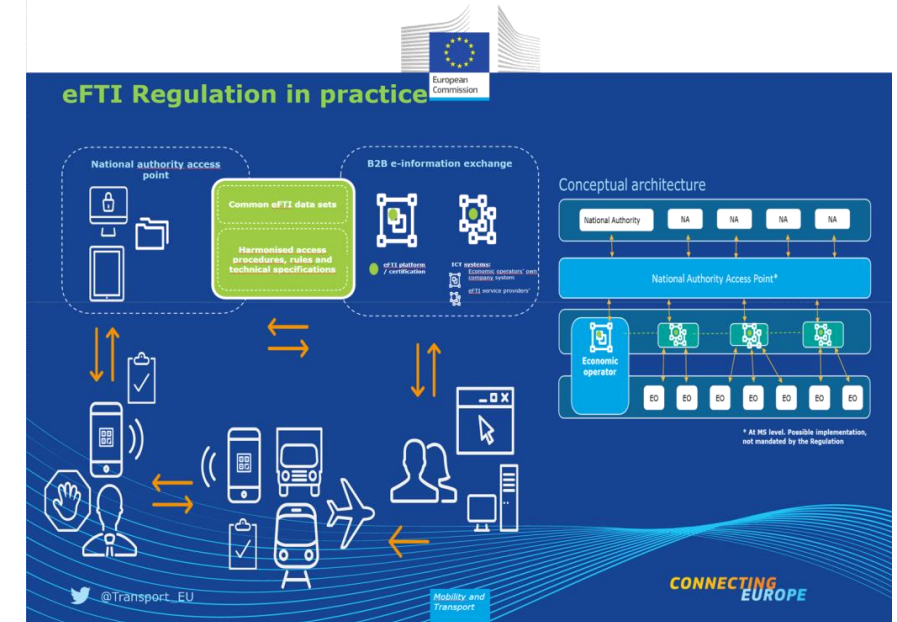 European
Commission
eFTI Regulation in practice
National authority access
point
Common eFTI data sets
Harmonised access
procedures, rules and
technical specifications
B2B e-information exchange
eFTI platform
/ certification
ICT systems:
Economic operators' own
company system
eFTI service providers'
Conceptual architecture
National Authority
NA
NA
NA
NA
National Authority Access Point*
Economic
operator
EO
EO
EO
EO
EO
EO
EO
* At MS level. Possible implementation,
not mandated by the Regulation
@Transport_EU
Mobility and
Transport
CONNECTING
EUROPE